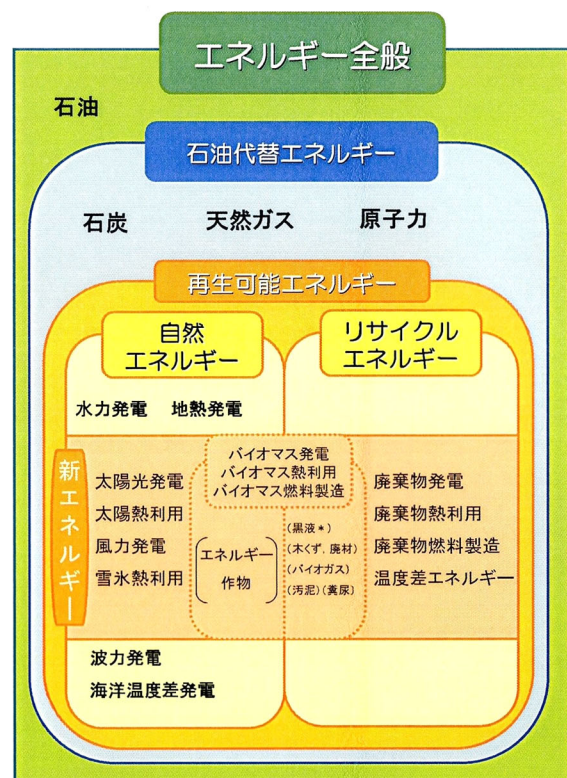 エネルギー全般
石油
石油代替エネルギー
石炭 天然ガス 原子力
再生可能エネルギー
自然
エネルギー
リサイクル
エネルギー
水力発電 地熱発電
新エネルギー
太陽光発電
太陽熱利用
風力発電
雪氷熱利用
バイオマス発電
バイオマス熱利用
バイオマス燃料製造
エネルギー
作物
(黒液*)
(木くず, 廃材)
(バイオガス)
(汚泥)(糞尿)
廃棄物発電
廃棄物熱利用
廃棄物燃料製造
温度差エネルギー
波力発電
海洋温度差発電